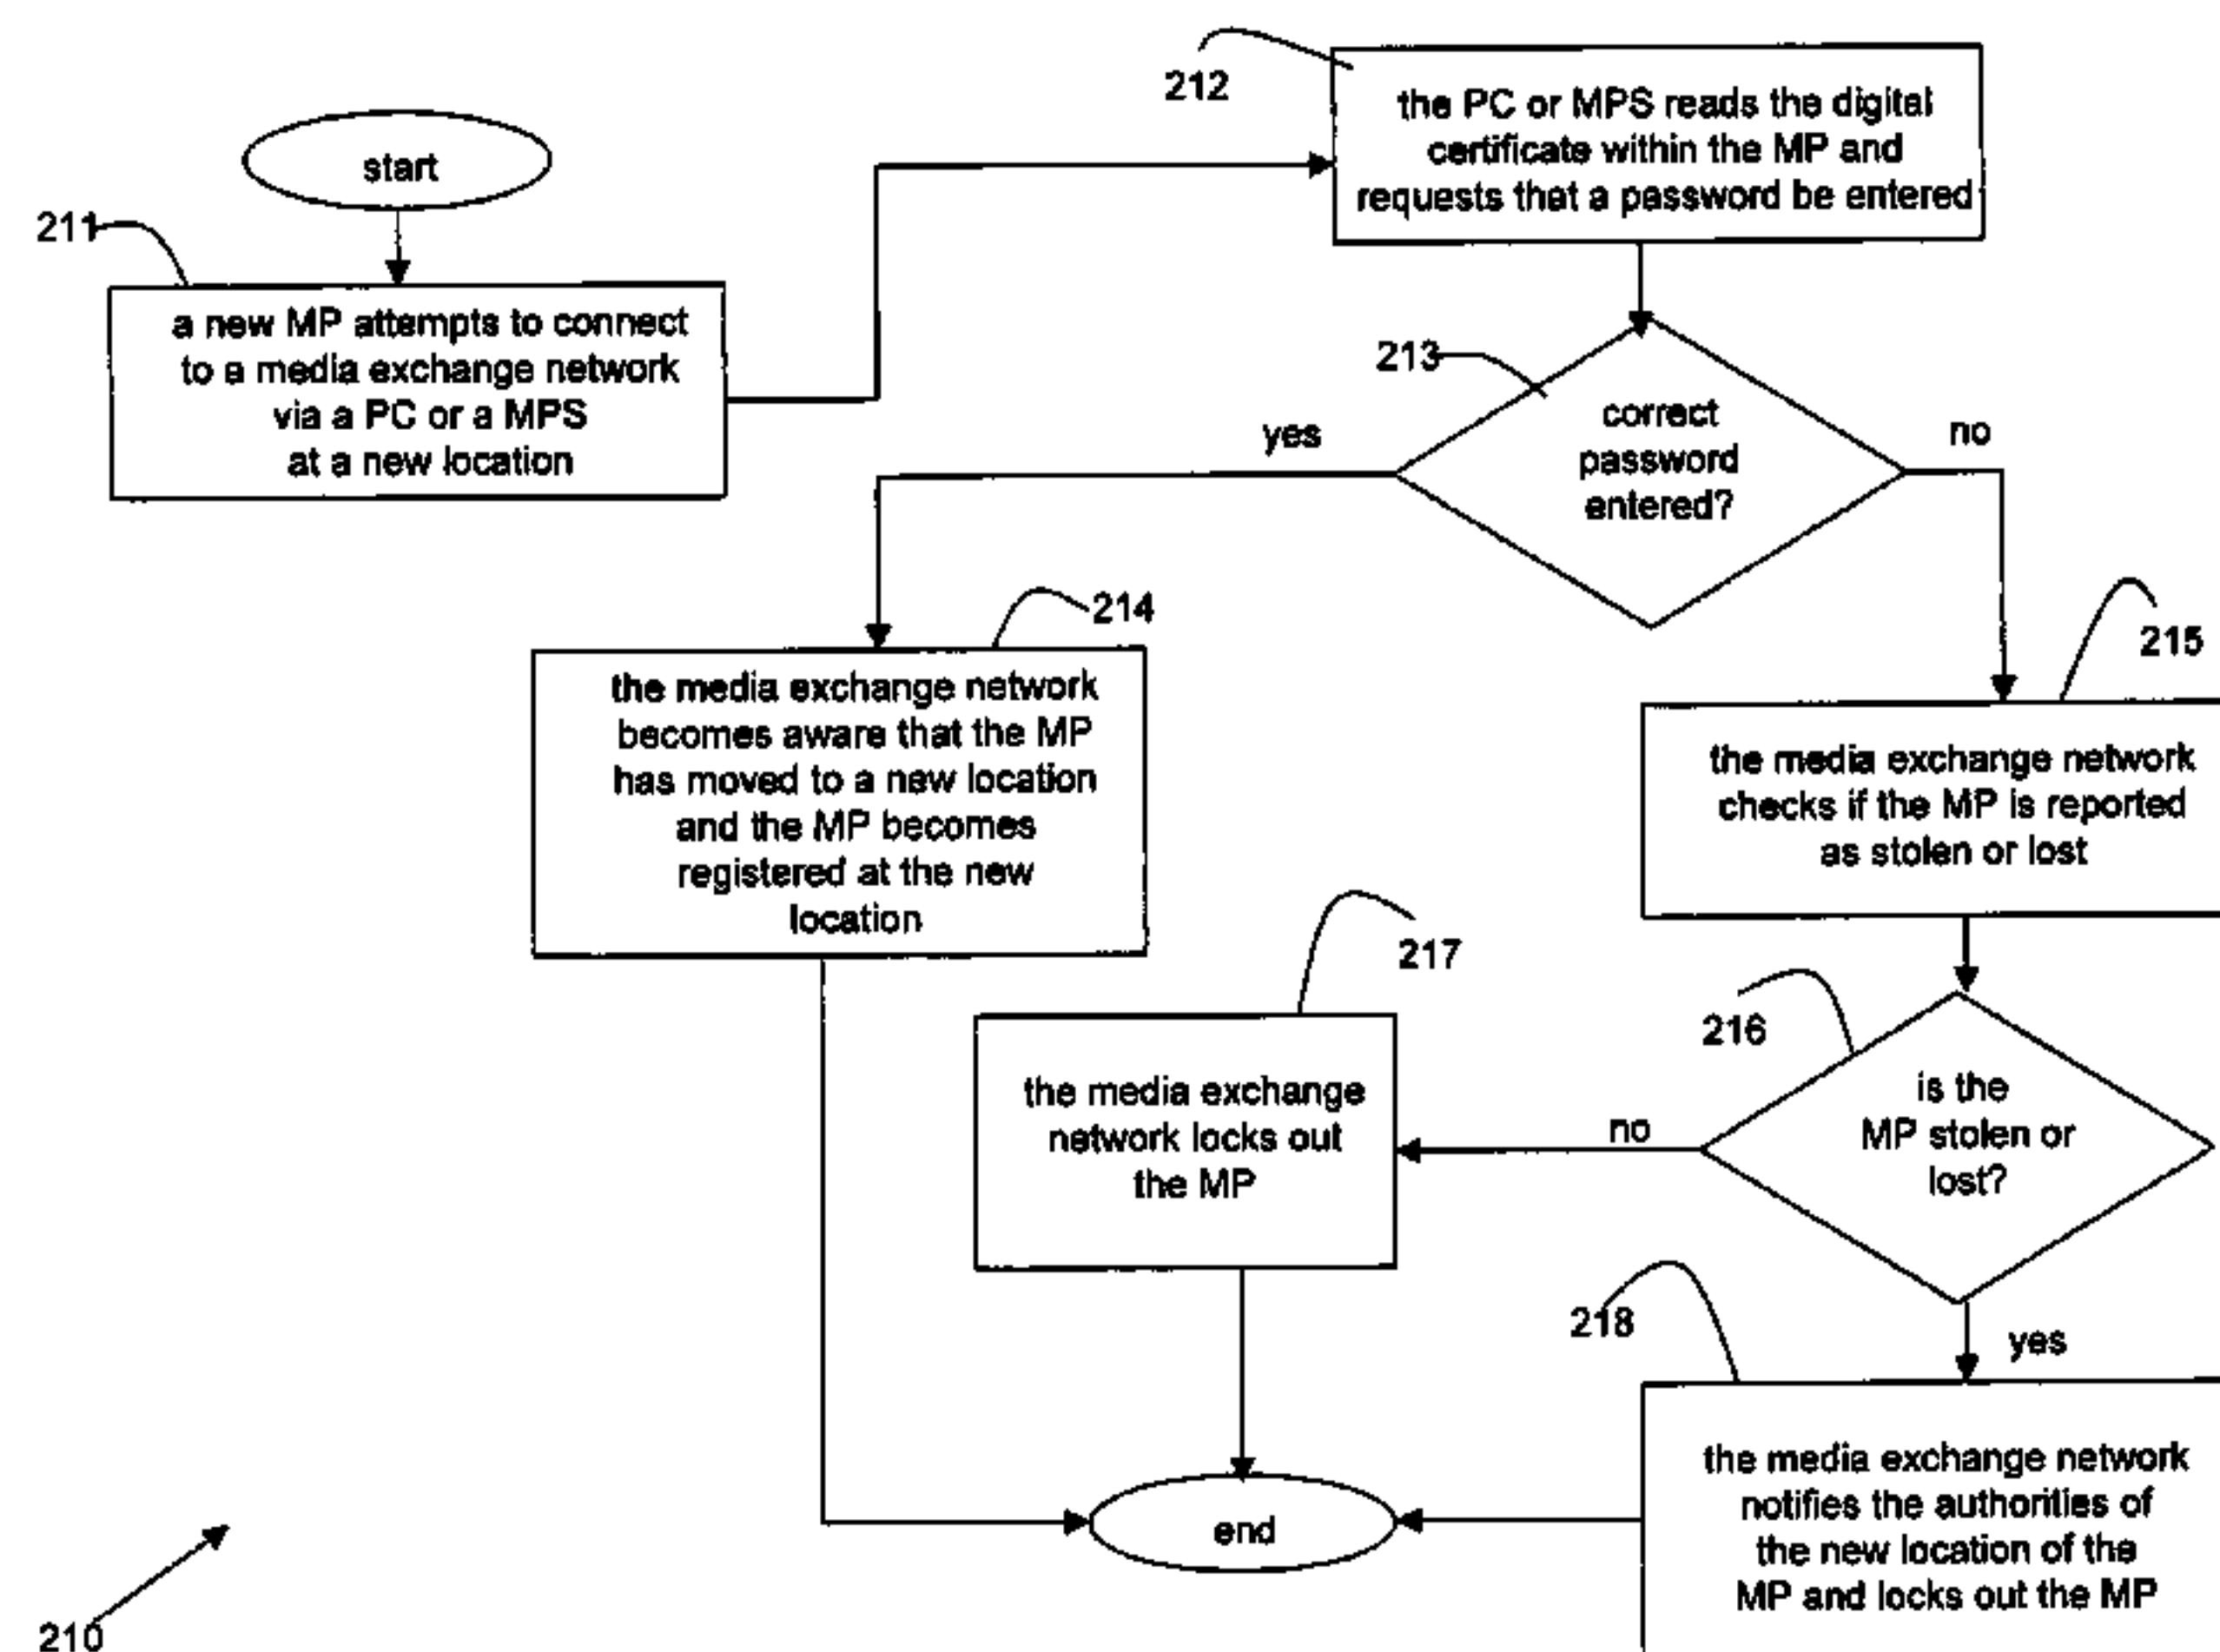 start
211
a new MP attempts to connect
to a media exchange network
via a PC or a MPS
at a new location
212
the PC or MPS reads the digital
certificate within the MP and
requests that a password be entered
213
correct
password
entered?
yes
no
214
the media exchange network
becomes aware that the MP
has moved to a new location
and the MP becomes
registered at the new
location
215
the media exchange network
checks if the MP is reported
as stolen or lost
216
is the
MP stolen or
lost?
no
yes
217
the media exchange
network locks out
the MP
218
the media exchange network
notifies the authorities of
the new location of the
MP and locks out the MP
end
210